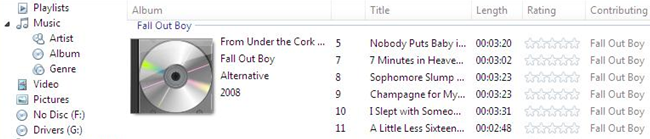 Playlists
Music
Artist
Album
Genre
Video
Pictures
No Disc (F:)
Drivers (G:)
Album Title Length Rating Contributing
Fall Out Boy
From Under the Cork ...
Fall Out Boy
Alternative
2008
5 Nobody Puts Baby i... 00:03:20 Fall Out Boy
7 7 Minutes in Heave... 00:03:02 Fall Out Boy
8 Sophomore Slump ... 00:03:23 Fall Out Boy
9 Champagne for My... 00:03:23 Fall Out Boy
10 I Slept with Someo... 00:03:31 Fall Out Boy
11 A Little Less Sixteen... 00:02:48 Fall Out Boy